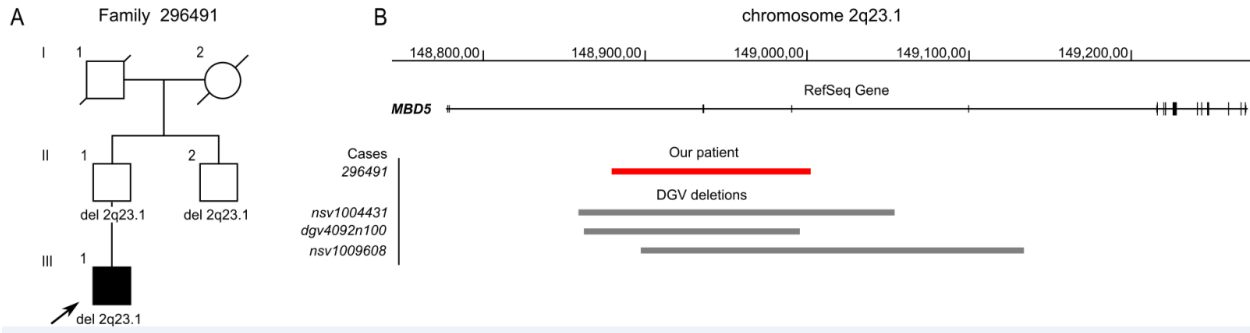 A
Family 296491
I
1
2
II
1
2
del 2q23.1
del 2q23.1
III
1
del 2q23.1
B
chromosome 2q23.1
148,800,00
148,900,00
149,000,00
149,100,00
149,200,00
RefSeq Gene
MBD5
Cases
Our patient
296491
DGV deletions
nsv1004431
dgv4092n100
nsv1009608